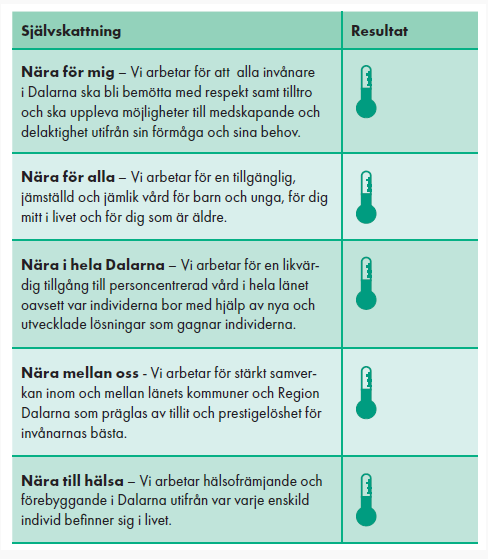 Självskattning
Resultat
Nära för mig – Vi arbetar för att  alla invånare
i Dalarna ska bli bemötta med respekt samt tilltro
och ska uppleva möjligheter till medskapande och
delaktighet utifrån sin förmåga och sina behov.
Nära för alla – Vi arbetar för en tillgänglig,
jämställd och jämlik vård för barn och unga, för dig
mitt i livet och för dig som är äldre.
Nära i hela Dalarna – Vi arbetar för en likvär-
dig tillgång till personcentrerad vård i hela länet
oavsett var individerna bor med hjälp av nya och
utvecklade lösningar som gagnar individerna.
Nära mellan oss - Vi arbetar för stärkt samver-
kan inom och mellan länets kommuner och Region
Dalarna som präglas av tillit och prestigelöshet för
invånarnas bästa.
Nära till hälsa – Vi arbetar hälsofrämjande och
förebyggande i Dalarna utifrån var varje enskild
individ befinner sig i livet.